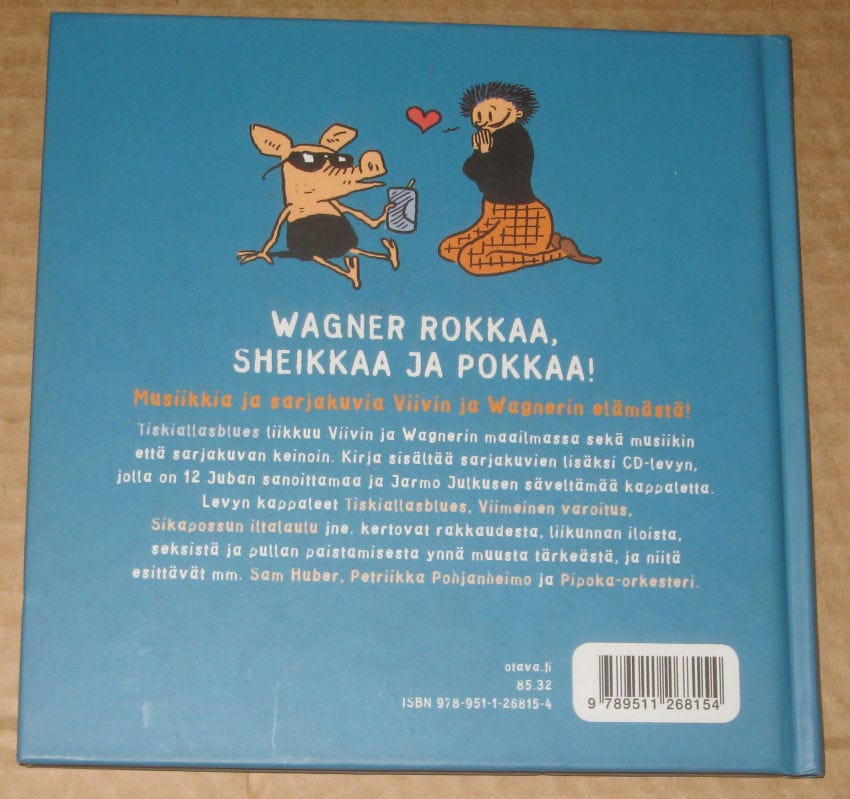 WAGNER ROKKAA,
SHEIKKAA JA POKKAA!
Musiikkia ja sarjakuvia Viivin ja Wagnerin elämästä!
Tiskiallasblues liikkuu Viivin ja Wagnerin maailmassa sekä musiikin
että sarjakuvan keinoin. Kirja sisältää sarjakuvien lisäksi CD-levyn,
jolla on 12 Juban sanoittamaa ja Jarmo Julkusen säveltämää kappaletta.
Levyn kappaleet Tiskiallasblues, Viimeinen varoitus,
Sikapossun iltalaulu jne. kertovat rakkaudesta, liikunnan iloista,
seksistä ja pullan paistamisesta ynnä muusta tärkeästä, ja niitä
esittävät mm. Sam Huber, Petriikka Pohjanheimo ja Pipoka-orkesteri.
otava.fi
85.32
ISBN 978-951-1-26815-4
9 789511 268154